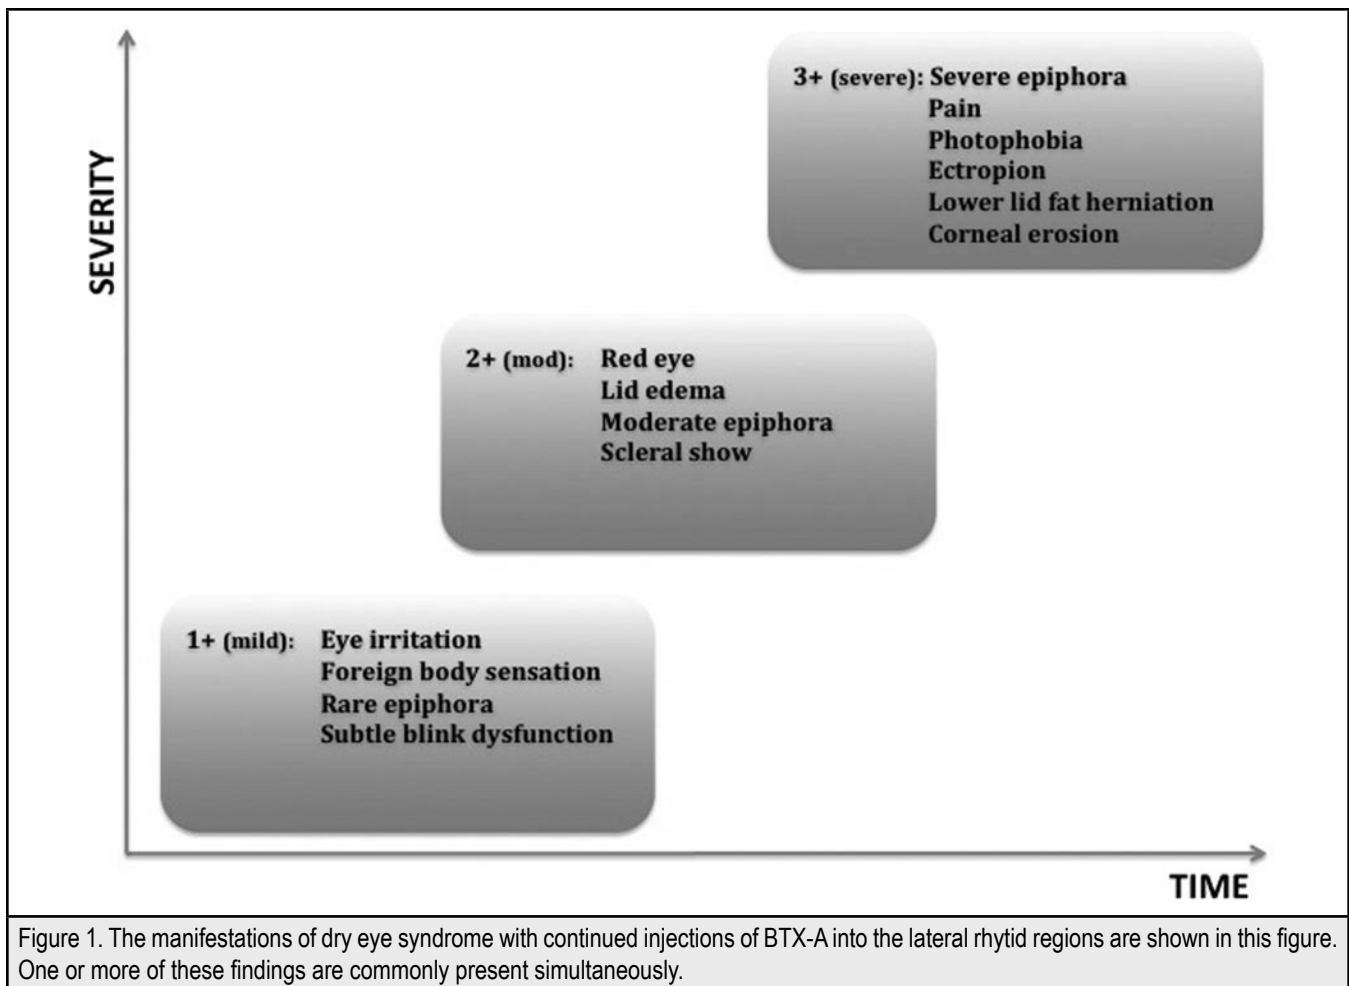 SEVERITY
3+ (severe): Severe epiphora
Pain
Photophobia
Ectropion
Lower lid fat herniation
Corneal erosion
2+ (mod): Red eye
Lid edema
Moderate epiphora
Scleral show
1+ (mild): Eye irritation
Foreign body sensation
Rare epiphora
Subtle blink dysfunction
TIME
Figure 1. The manifestations of dry eye syndrome with continued injections of BTX-A into the lateral rhytid regions are shown in this figure.
One or more of these findings are commonly present simultaneously.